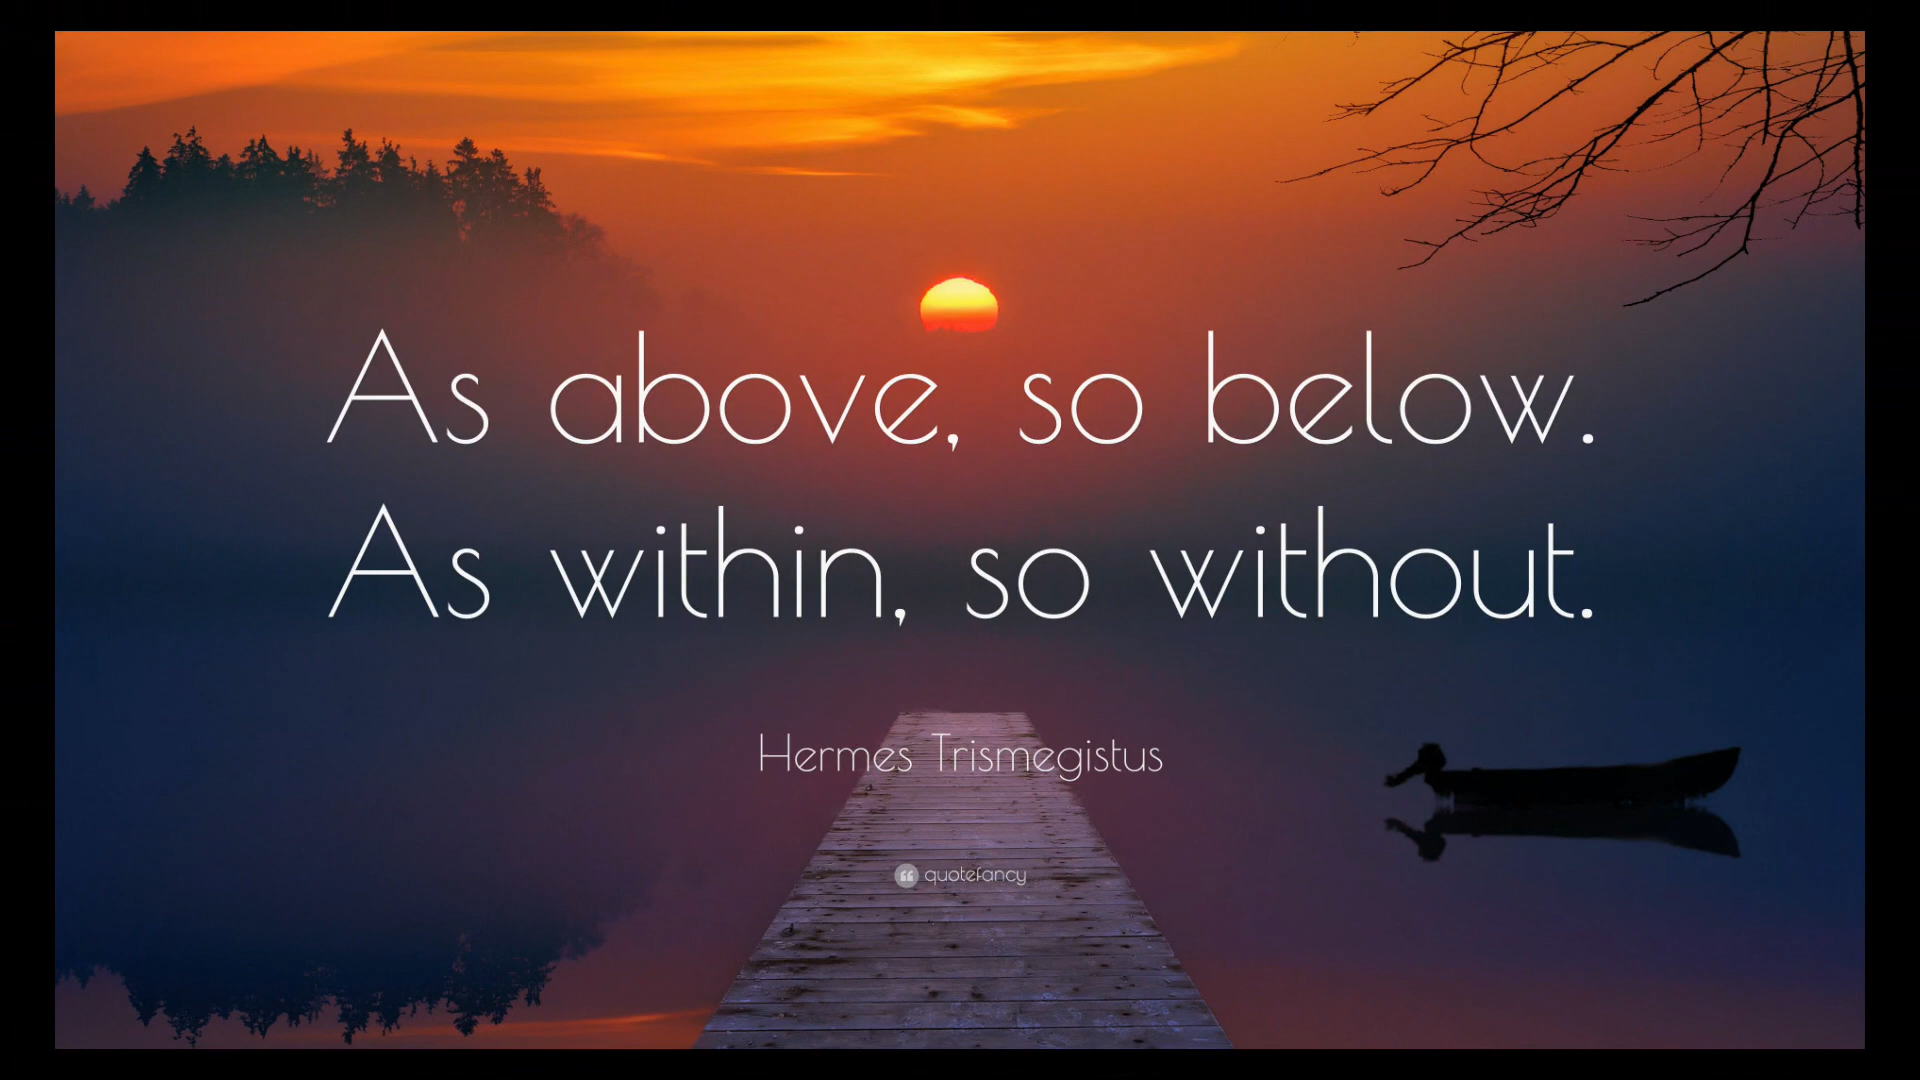 As above, so below.
As within, so without.
Hermes Trismegistus
quotefancy